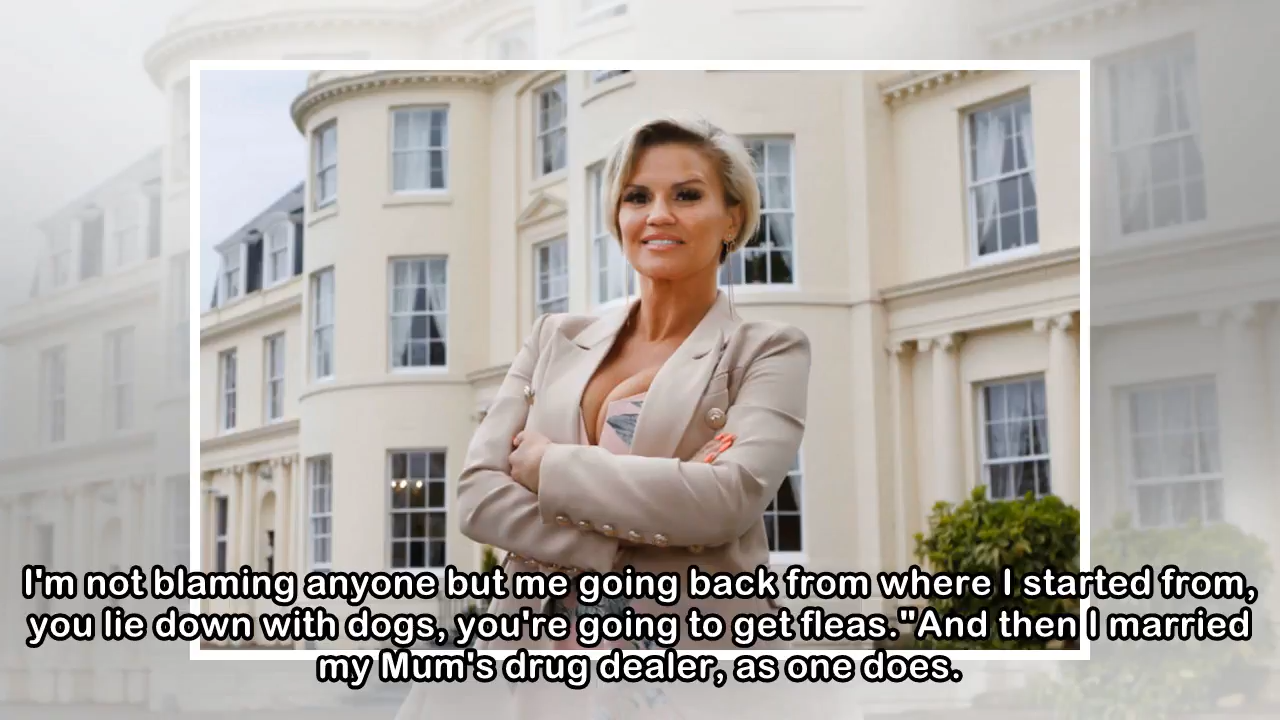 I'm not blaming anyone but me going back from where I started from,
you lie down with dogs, you're going to get fleas."And then I married
my Mum's drug dealer, as one does.